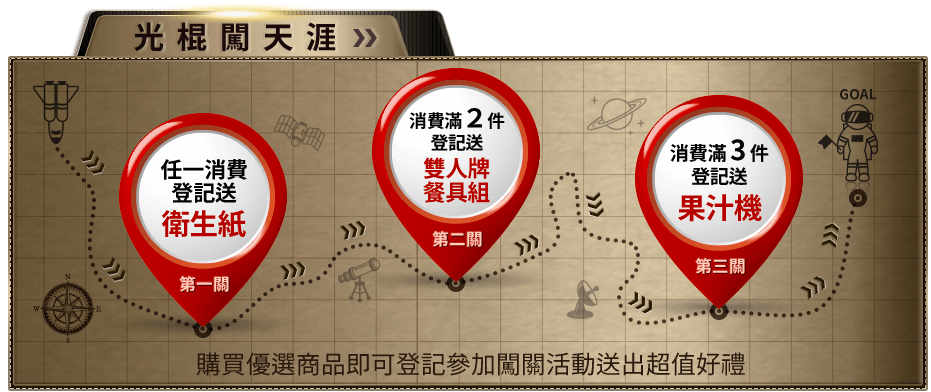 光棍闖天涯 »
GOAL
任一消費
登記送
衛生紙
第一關
消費滿2件
登記送
雙人牌
餐具組
第二關
消費滿3件
登記送
果汁機
第三關
N
W
E
S
購買優選商品即可登記參加闖關活動送出超值好禮